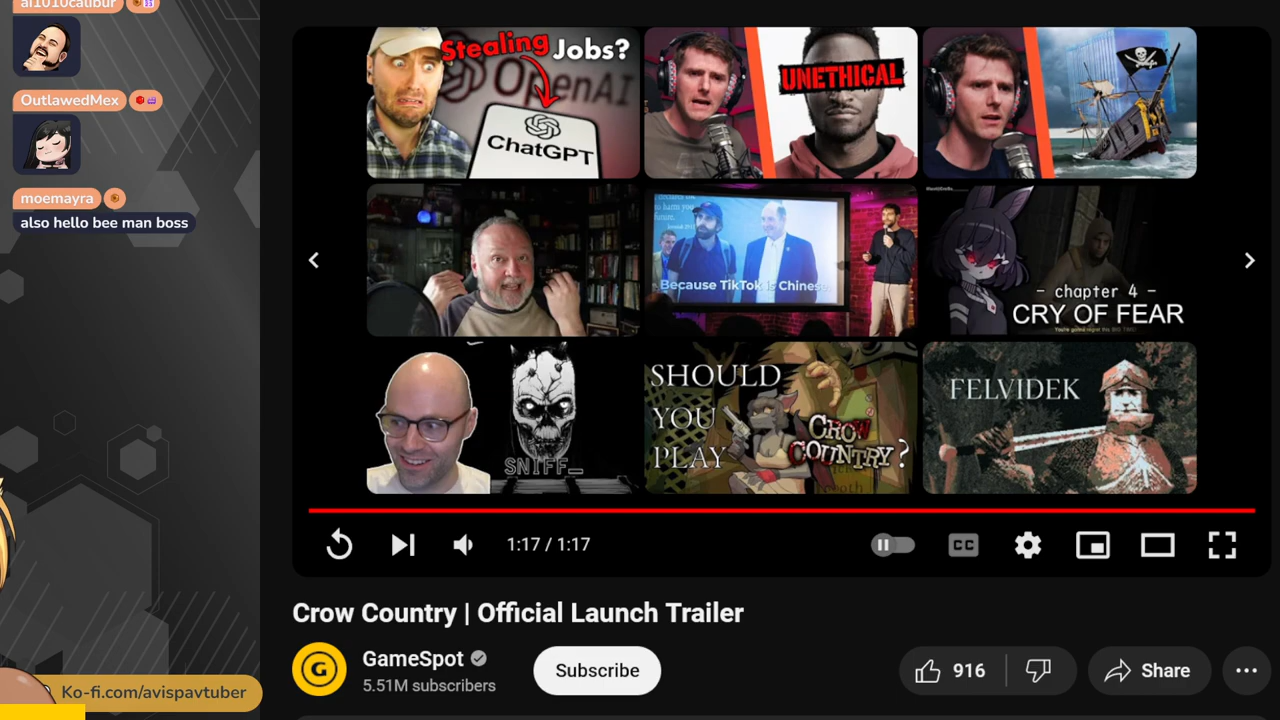 ai1010calibur
OutlawedMex
moemayra
also hello bee man boss
Stealing Jobs?
OpenAI
ChatGPT
UNETHICAL
Because TikTok is Chinese
- chapter 4 -
CRY OF FEAR
SNIFF_
SHOULD
YOU
PLAY
CROW
COUNTRY?
FELVIDEK
1:17 / 1:17
CC
Crow Country | Official Launch Trailer
G
GameSpot
5.51M subscribers
Subscribe
916
Share
Ko-fi.com/avispavtuber